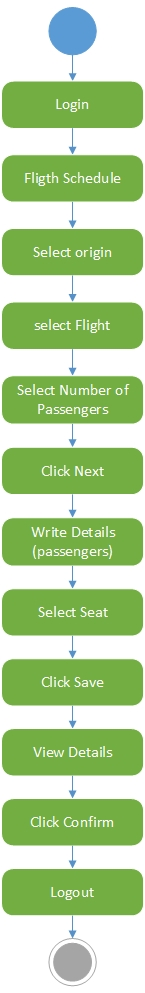 Login
Fligth Schedule
Select origin
select Flight
Select Number of
Passengers
Click Next
Write Details
(passengers)
Select Seat
Click Save
View Details
Click Confirm
Logout